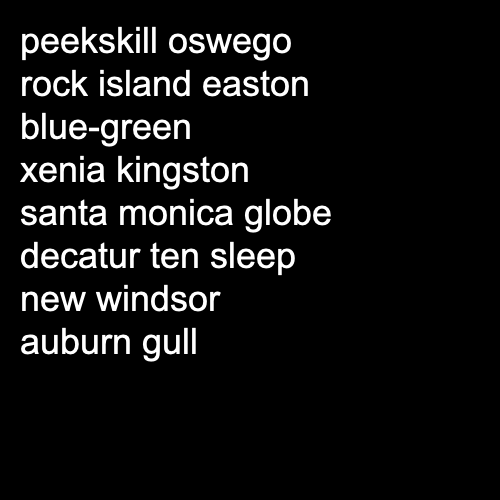 peekskill oswego
rock island easton
blue-green
xenia kingston
santa monica globe
decatur ten sleep
new windsor
auburn gull